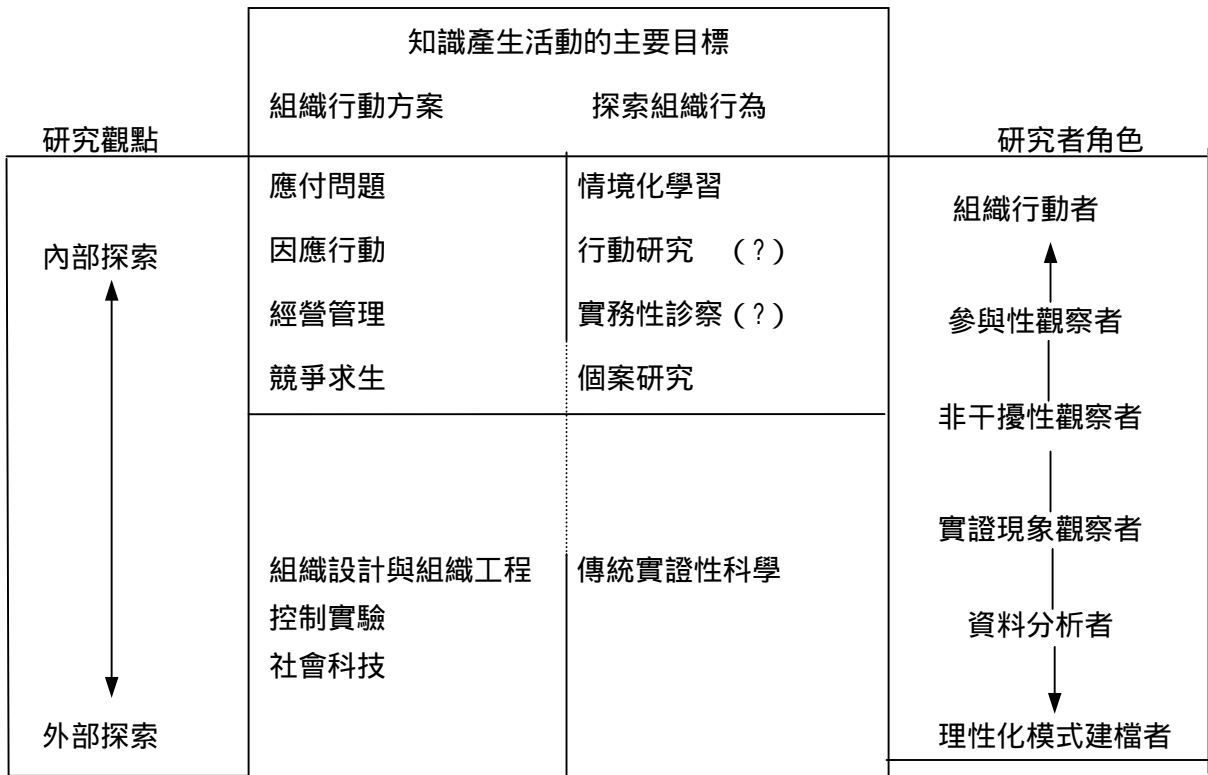 知識產生活動的主要目標
組織行動方案 探索組織行為
研究觀點 研究者角色
應付問題 情境化學習
組織行動者
內部探索 因應行動 行動研究 (?)
經營管理 實務性診察(?) 參與性觀察者
競爭求生 個案研究
非干擾性觀察者
實證現象觀察者
組織設計與組織工程 傳統實證性科學
控制實驗 資料分析者
社會科技
外部探索 理性化模式建檔者